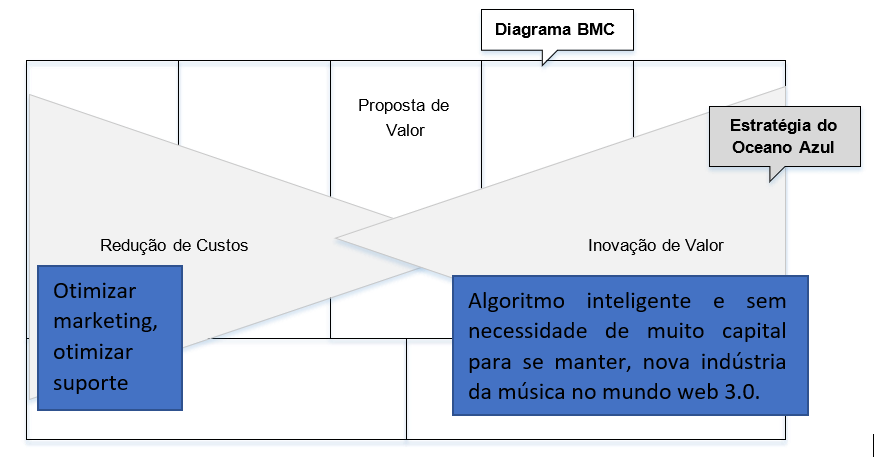 Diagrama BMC
Proposta de
Valor
Estratégia do
Oceano Azul
Redução de Custos
Inovação de Valor
Otimizar
marketing,
otimizar
suporte
Algoritmo inteligente e sem
necessidade de muito capital
para se manter, nova indústria
da música no mundo web 3.0.